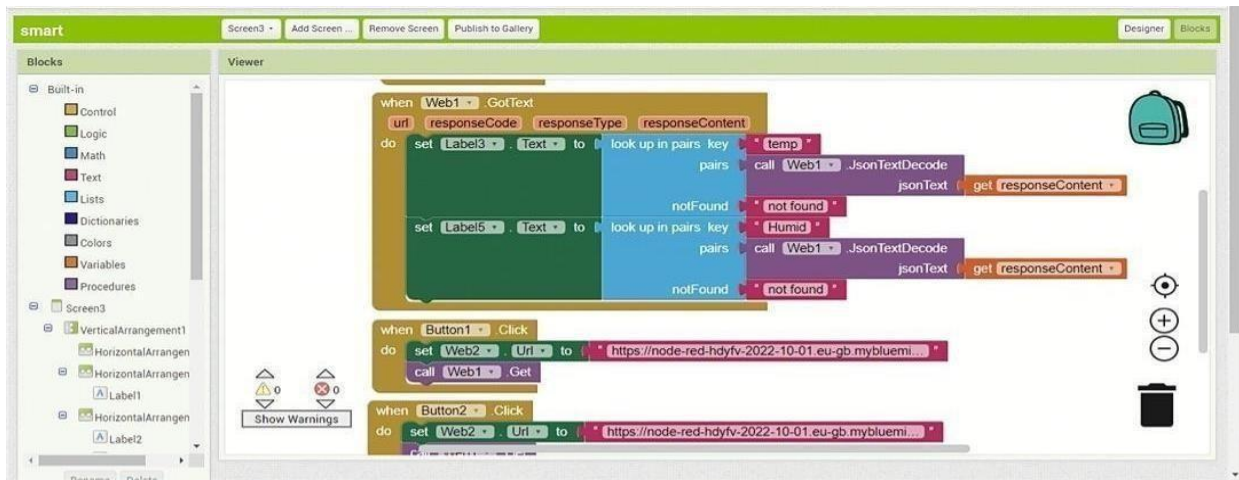 smart Screen3 Add Screen ... Remove Screen Publish to Gallery Designer Blocks
Blocks
Viewer
Built-in
Control
Logic
Math
Text
Lists
Dictionaries
Colors
Variables
Procedures
Screen3
VerticalArrangement1
HorizontalArrangen
HorizontalArrangen
Label1
HorizontalArrangen
Label2
Rename Delete
when Web1 .GotText
url responseCode responseType responseContent
do set Label3 . Text to look up in pairs key " temp "
pairs call Web1 .JsonTextDecode
jsonText get responseContent
notFound " not found "
set Label5 . Text to look up in pairs key " Humid "
pairs call Web1 .JsonTextDecode
jsonText get responseContent
notFound " not found "
when Button1 .Click
do set Web2 . Url to " https://node-red-hdyfv-2022-10-01.eu-gb.mybluemi... "
call Web1 .Get
when Button2 .Click
do set Web2 . Url to " https://node-red-hdyfv-2022-10-01.eu-gb.mybluemi... "
0 0
Show Warnings